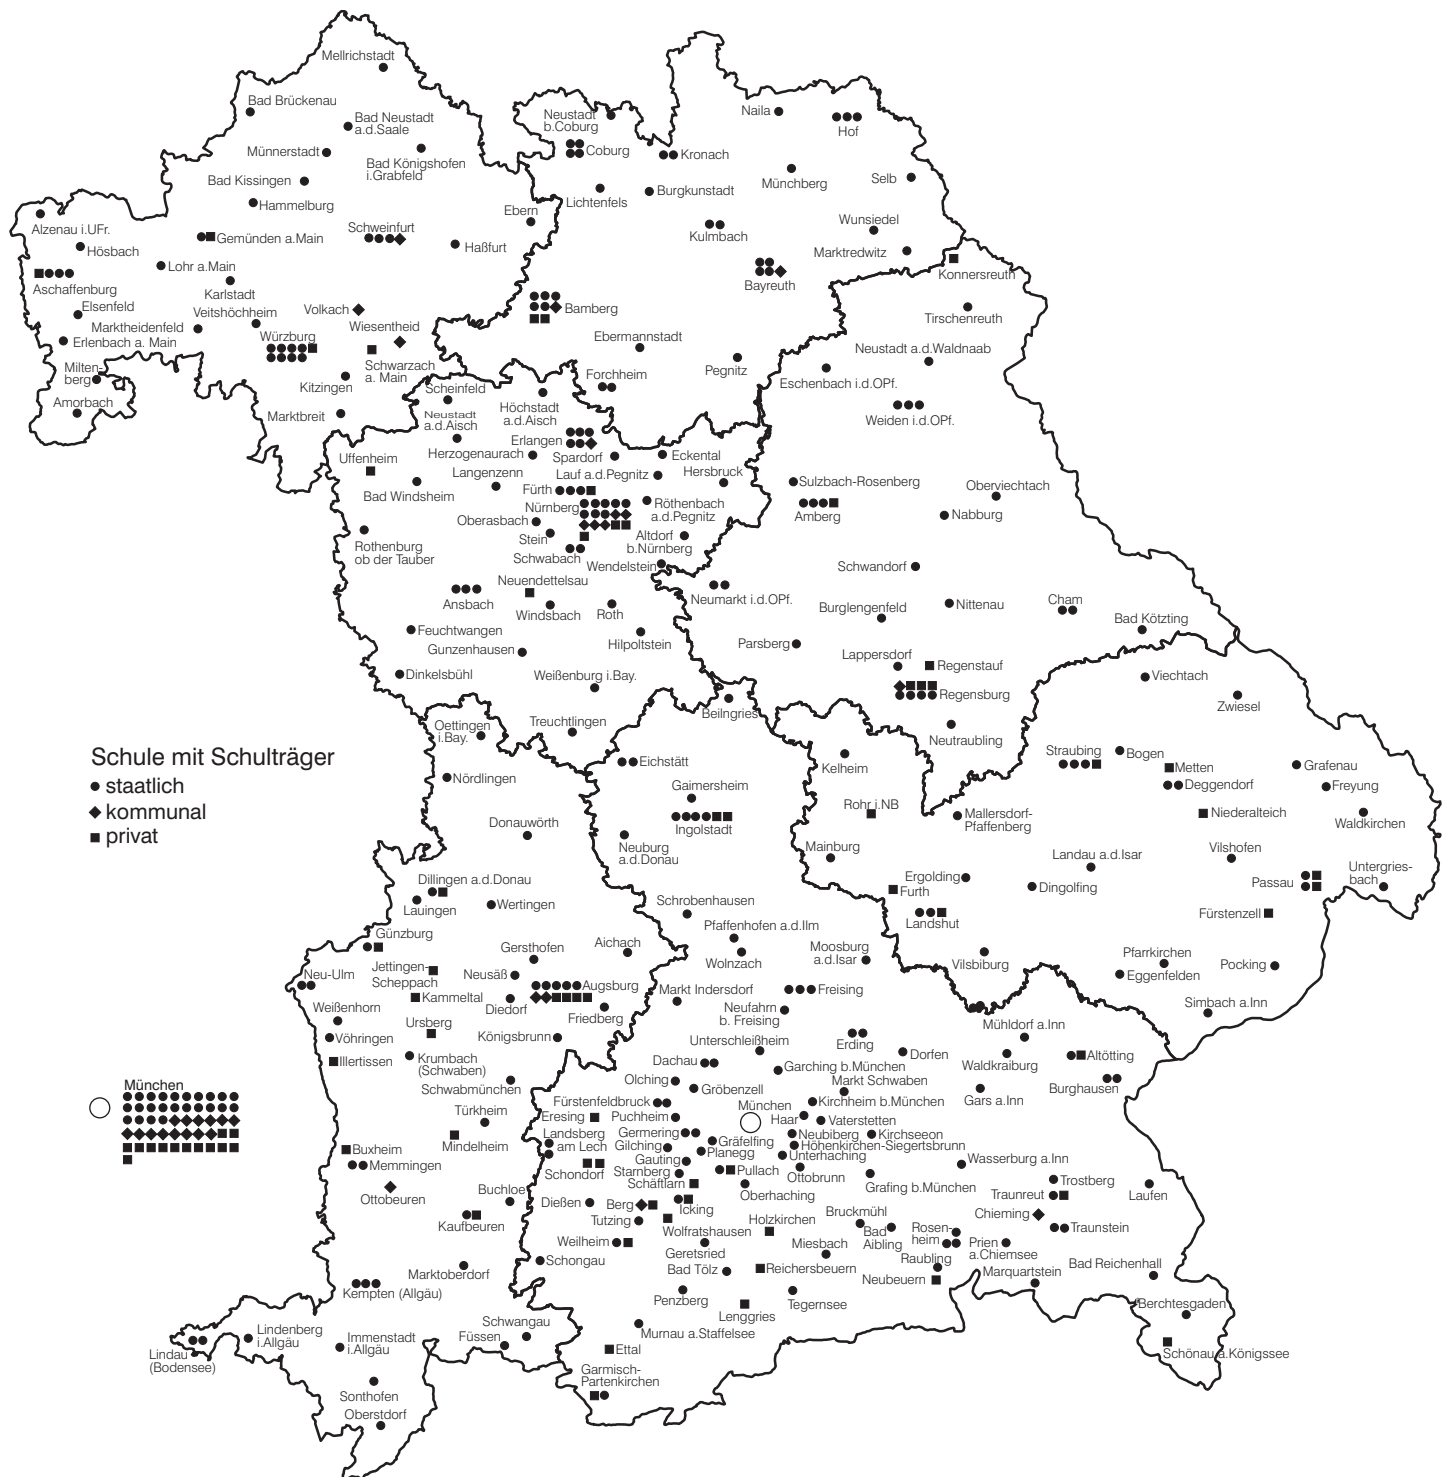 Mellrichstadt
Bad Brückenau
Bad Neustadt
a.d.Saale
Münnerstadt
Bad Königshofen
i.Grabfeld
Bad Kissingen
Hammelburg
Ebern
Alzenau i.UFr.
Hösbach
Gemünden a.Main
Schweinfurt
Haßfurt
Lohr a.Main
Aschaffenburg
Karlstadt
Elsenfeld
Veitshöchheim
Volkach
Marktheidenfeld
Erlenbach a. Main
Würzburg
Wiesentheid
Schwarzach
a. Main
Milten-
berg
Kitzingen
Amorbach
Marktbreit
Neustadt
b.Coburg
Coburg
Kronach
Naila
Hof
Lichtenfels
Burgkunstadt
Münchberg
Selb
Kulmbach
Wunsiedel
Marktredwitz
Bayreuth
Bamberg
Ebermannstadt
Pegnitz
Forchheim
Konnersreuth
Tirschenreuth
Neustadt a.d.Waldnaab
Eschenbach i.d.OPf.
Weiden i.d.OPf.
Sulzbach-Rosenberg
Oberviechtach
Amberg
Nabburg
Schwandorf
Neumarkt i.d.OPf.
Burglengenfeld
Nittenau
Cham
Bad Kötzting
Parsberg
Lappersdorf
Regenstauf
Regensburg
Neutraubling
Scheinfeld
Neustadt
a.d.Aisch
Höchstadt
a.d.Aisch
Erlangen
Herzogenaurach
Spardorf
Eckental
Uffenheim
Langenzenn
Lauf a.d.Pegnitz
Hersbruck
Bad Windsheim
Fürth
Nürnberg
Röthenbach
a.d.Pegnitz
Oberasbach
Stein
Altdorf
b.Nürnberg
Rothenburg
ob der Tauber
Schwabach
Wendelstein
Ansbach
Neuendettelsau
Windsbach
Roth
Feuchtwangen
Gunzenhausen
Hilpoltstein
Dinkelsbühl
Weißenburg i.Bay.
Treuchtlingen
Beilngries
Viechtach
Zwiesel
Straubing
Bogen
Metten
Deggendorf
Grafenau
Freyung
Kelheim
Rohr i.NB
Mallersdorf-
Pfaffenberg
Niederalteich
Waldkirchen
Mainburg
Landau a.d.Isar
Vilshofen
Ergolding
Furth
Dingolfing
Passau
Untergries-
bach
Landshut
Fürstenzell
Vilsbiburg
Pfarrkirchen
Eggenfelden
Pocking
Simbach a.Inn
Schule mit Schulträger
staatlich
kommunal
privat
Oettingen
i.Bay.
Nördlingen
Donauwörth
Dillingen a.d.Donau
Lauingen
Wertingen
Günzburg
Gersthofen
Aichach
Jettingen-
Scheppach
Neusäß
Neu-Ulm
Kammeltal
Augsburg
Weißenhorn
Diedorf
Friedberg
Ursberg
Königsbrunn
Vöhringen
Illertissen
Krumbach
(Schwaben)
Schwabmünchen
Türkheim
Mindelheim
Buxheim
Memmingen
Ottobeuren
Buchloe
Kaufbeuren
Marktoberdorf
Kempten (Allgäu)
Schwangau
Füssen
Lindau
(Bodensee)
Lindenberg
i.Allgäu
Immenstadt
i.Allgäu
Sonthofen
Oberstdorf
München
Eichstätt
Gaimersheim
Ingolstadt
Neuburg
a.d.Donau
Schrobenhausen
Pfaffenhofen a.d.Ilm
Wolnzach
Moosburg
a.d.Isar
Markt Indersdorf
Freising
Neufahrn
b. Freising
Erding
Mühldorf a.Inn
Unterschleißheim
Dorfen
Waldkraiburg
Altötting
Dachau
Garching b.München
Burghausen
Olching
Gröbenzell
Markt Schwaben
Gars a.Inn
Fürstenfeldbruck
München
Kirchheim b.München
Eresing
Puchheim
Haar
Vaterstetten
Landsberg
am Lech
Germering
Gräfelfing
Neubiberg
Kirchseeon
Gilching
Planegg
Höhenkirchen-Siegertsbrunn
Gauting
Unterhaching
Schondorf
Starnberg
Pullach
Ottobrunn
Wasserburg a.Inn
Schäftlarn
Oberhaching
Grafing b.München
Trostberg
Traunreut
Laufen
Dießen
Berg
Icking
Chieming
Tutzing
Wolfratshausen
Holzkirchen
Bruckmühl
Bad
Aibling
Rosen-
heim
Traunstein
Weilheim
Geretsried
Miesbach
Prien
a.Chiemsee
Schongau
Bad Tölz
Reichersbeuern
Raubling
Neubeuern
Marquartstein
Bad Reichenhall
Penzberg
Lenggries
Tegernsee
Berchtesgaden
Murnau a.Staffelsee
Ettal
Schönau a.Königssee
Garmisch-
Partenkirchen